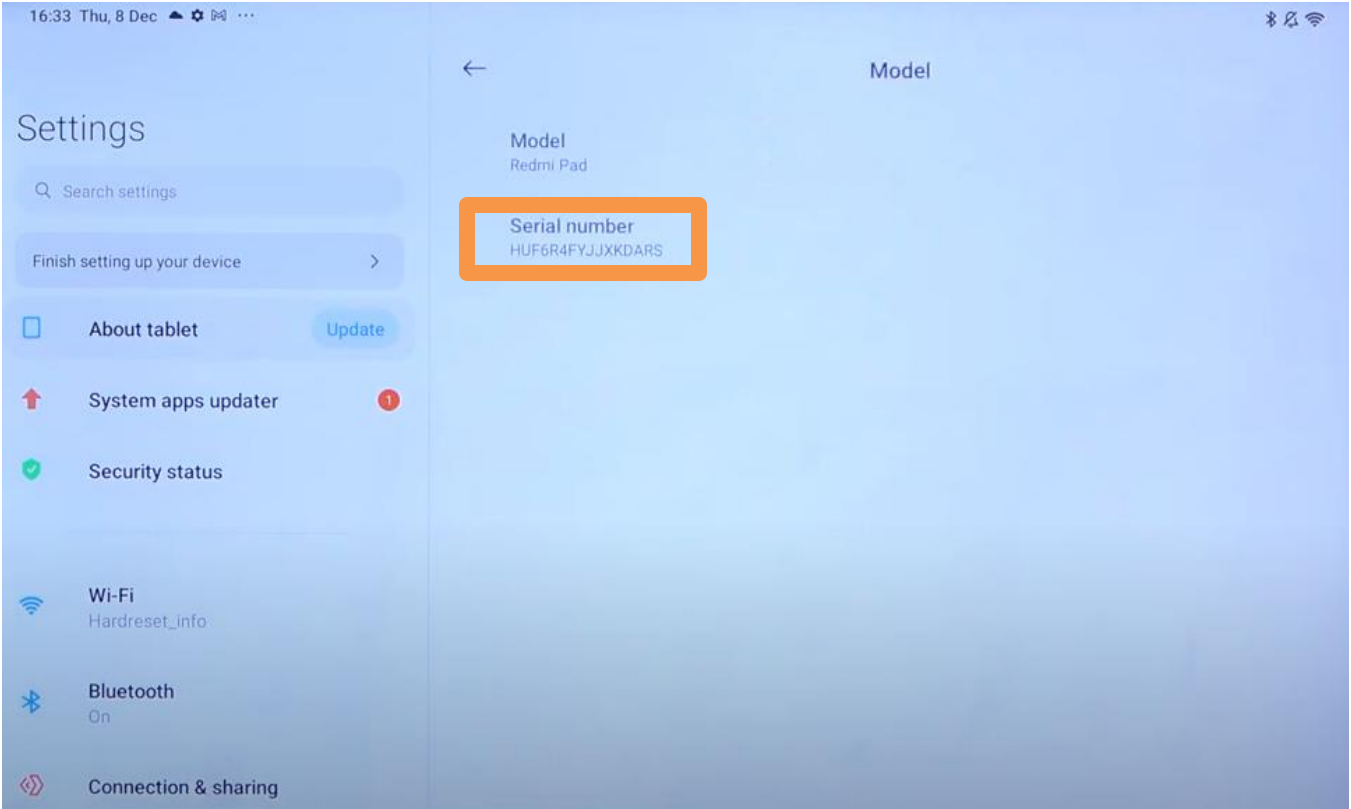 16:33 Thu, 8 Dec
Model
Settings
Model
Redmi Pad
Search settings
Serial number
HUF6R4FYJJXKDARS
Finish setting up your device
About tablet
Update
System apps updater
1
Security status
Wi-Fi
Hardreset_info
Bluetooth
On
Connection & sharing